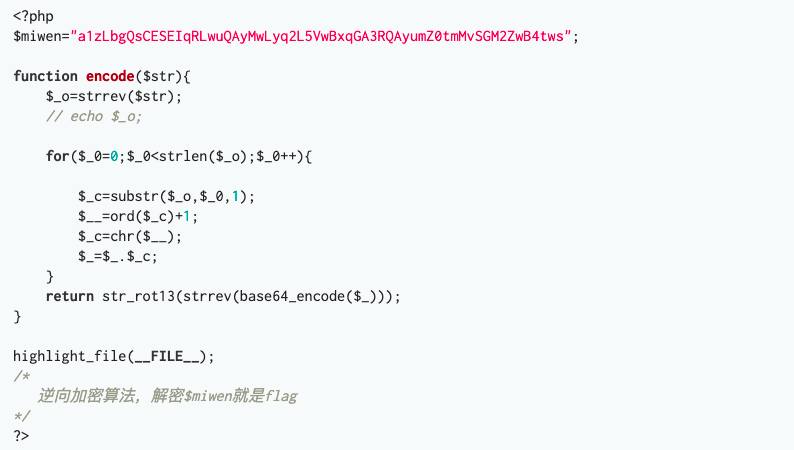 <?php
$miwen="a1zLbgQsCESEIqRLwuQAyMwLyq2L5VwBxqGA3RQAyumZ0tmMvSGM2ZwB4tws";
function encode($str){
$_o=strrev($str);
// echo $_o;
for($_0=0;$_0<strlen($_o);$_0++){
$_c=substr($_o,$_0,1);
$__=ord($_c)+1;
$_c=chr($__);
$_=$_.$_c;
}
return str_rot13(strrev(base64_encode($_)));
}
highlight_file(__FILE__);
/*
逆向加密算法, 解密$miwen就是flag
*/
?>